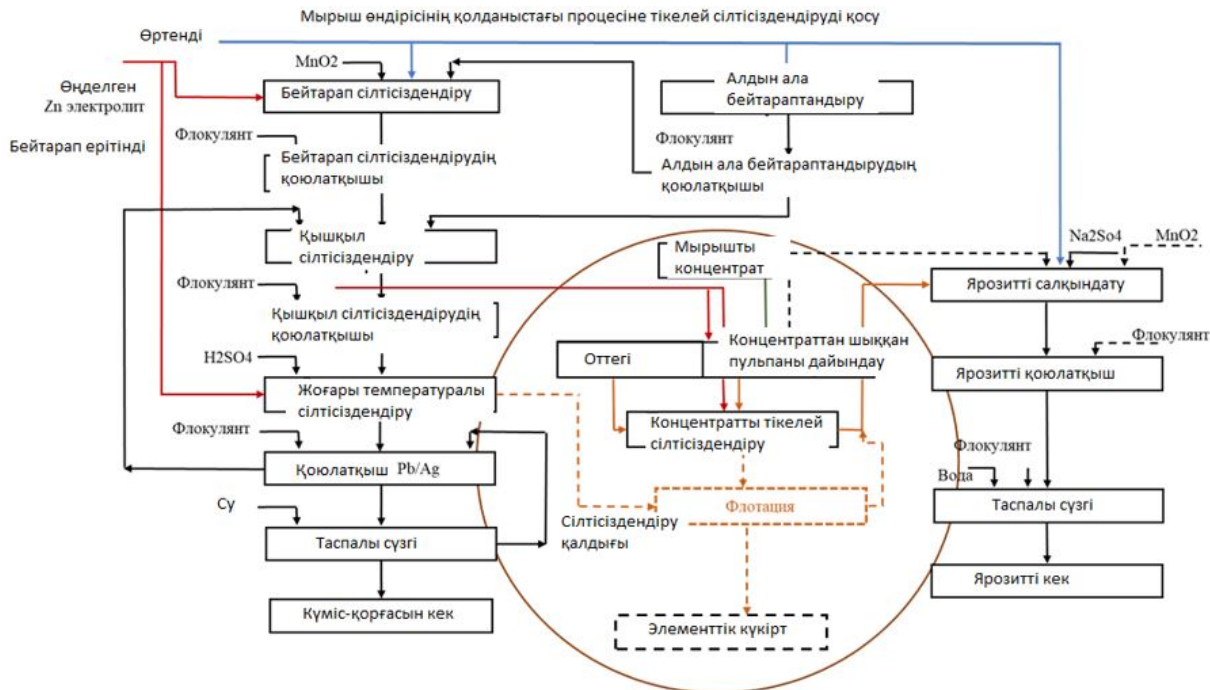 Мырыш өндірісінің қолданыстағы процесіне тікелей сілтісіздендіруді қосу
Өртенді
MnO2
Өңделген
Zn электролит
Бейтарап сілтісіздендіру
Алдын ала
бейтараптандыру
Бейтарап ерітінді
Флокулянт
Флокулянт
Бейтарап сілтісіздендірудің
қоюлатқышы
Алдын ала бейтараптандырудың
қоюлатқышы
Қышқыл
сілтісіздендіру
Мырышты
концентрат
Na2So4
MnO2
Ярозитті салқындату
Флокулянт
Қышқыл сілтісіздендірудің
қоюлатқышы
Оттегі
Концентраттан шыққан
пульпаны дайындау
Флокулянт
Ярозитті қоюлатқыш
H2SO4
Жоғары температуралы
сілтісіздендіру
Концентратты тікелей
сілтісіздендіру
Флокулянт
Флокулянт
Қоюлатқыш Pb/Ag
Вода
Су
Флотация
Таспалы сүзгі
Сілтісіздендіру
қалдығы
Таспалы сүзгі
Ярозитті кек
Күміс-қорғасын кек
Элементтік күкірт